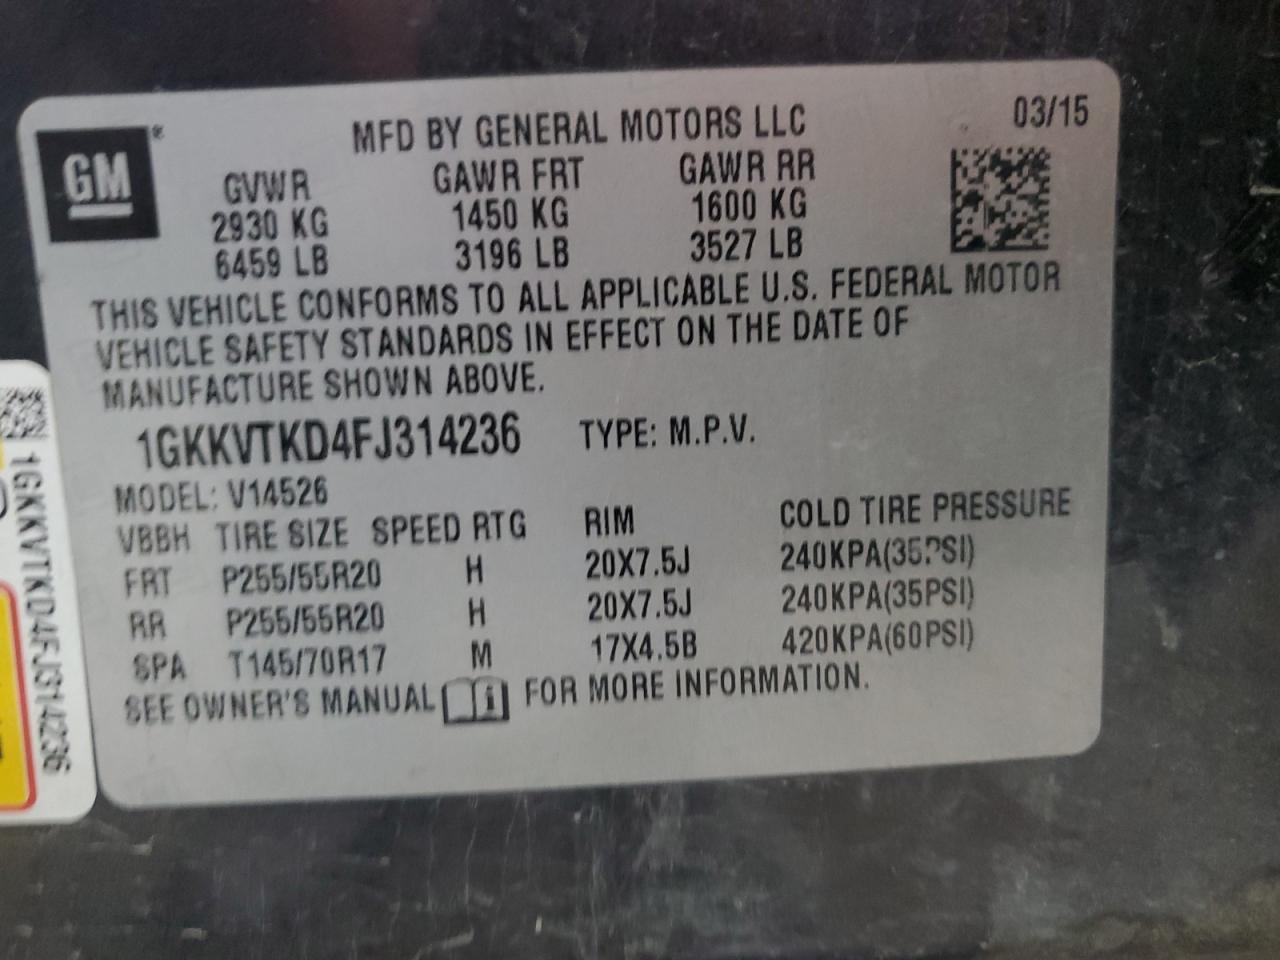 GM ®
MFD BY GENERAL MOTORS LLC 03/15
GVWR GAWR FRT GAWR RR
2930 KG 1450 KG 1600 KG
6459 LB 3196 LB 3527 LB
THIS VEHICLE CONFORMS TO ALL APPLICABLE U.S. FEDERAL MOTOR
VEHICLE SAFETY STANDARDS IN EFFECT ON THE DATE OF
MANUFACTURE SHOWN ABOVE.
1GKKVTKD4FJ314236 TYPE: M.P.V.
MODEL: V14526
VBBH TIRE SIZE SPEED RTG RIM COLD TIRE PRESSURE
FRT P255/55R20 H 20X7.5J 240KPA(35PSI)
RR P255/55R20 H 20X7.5J 240KPA(35PSI)
SPA T145/70R17 M 17X4.5B 420KPA(60PSI)
SEE OWNER'S MANUAL FOR MORE INFORMATION.
1GKKVTKD4FJ314236